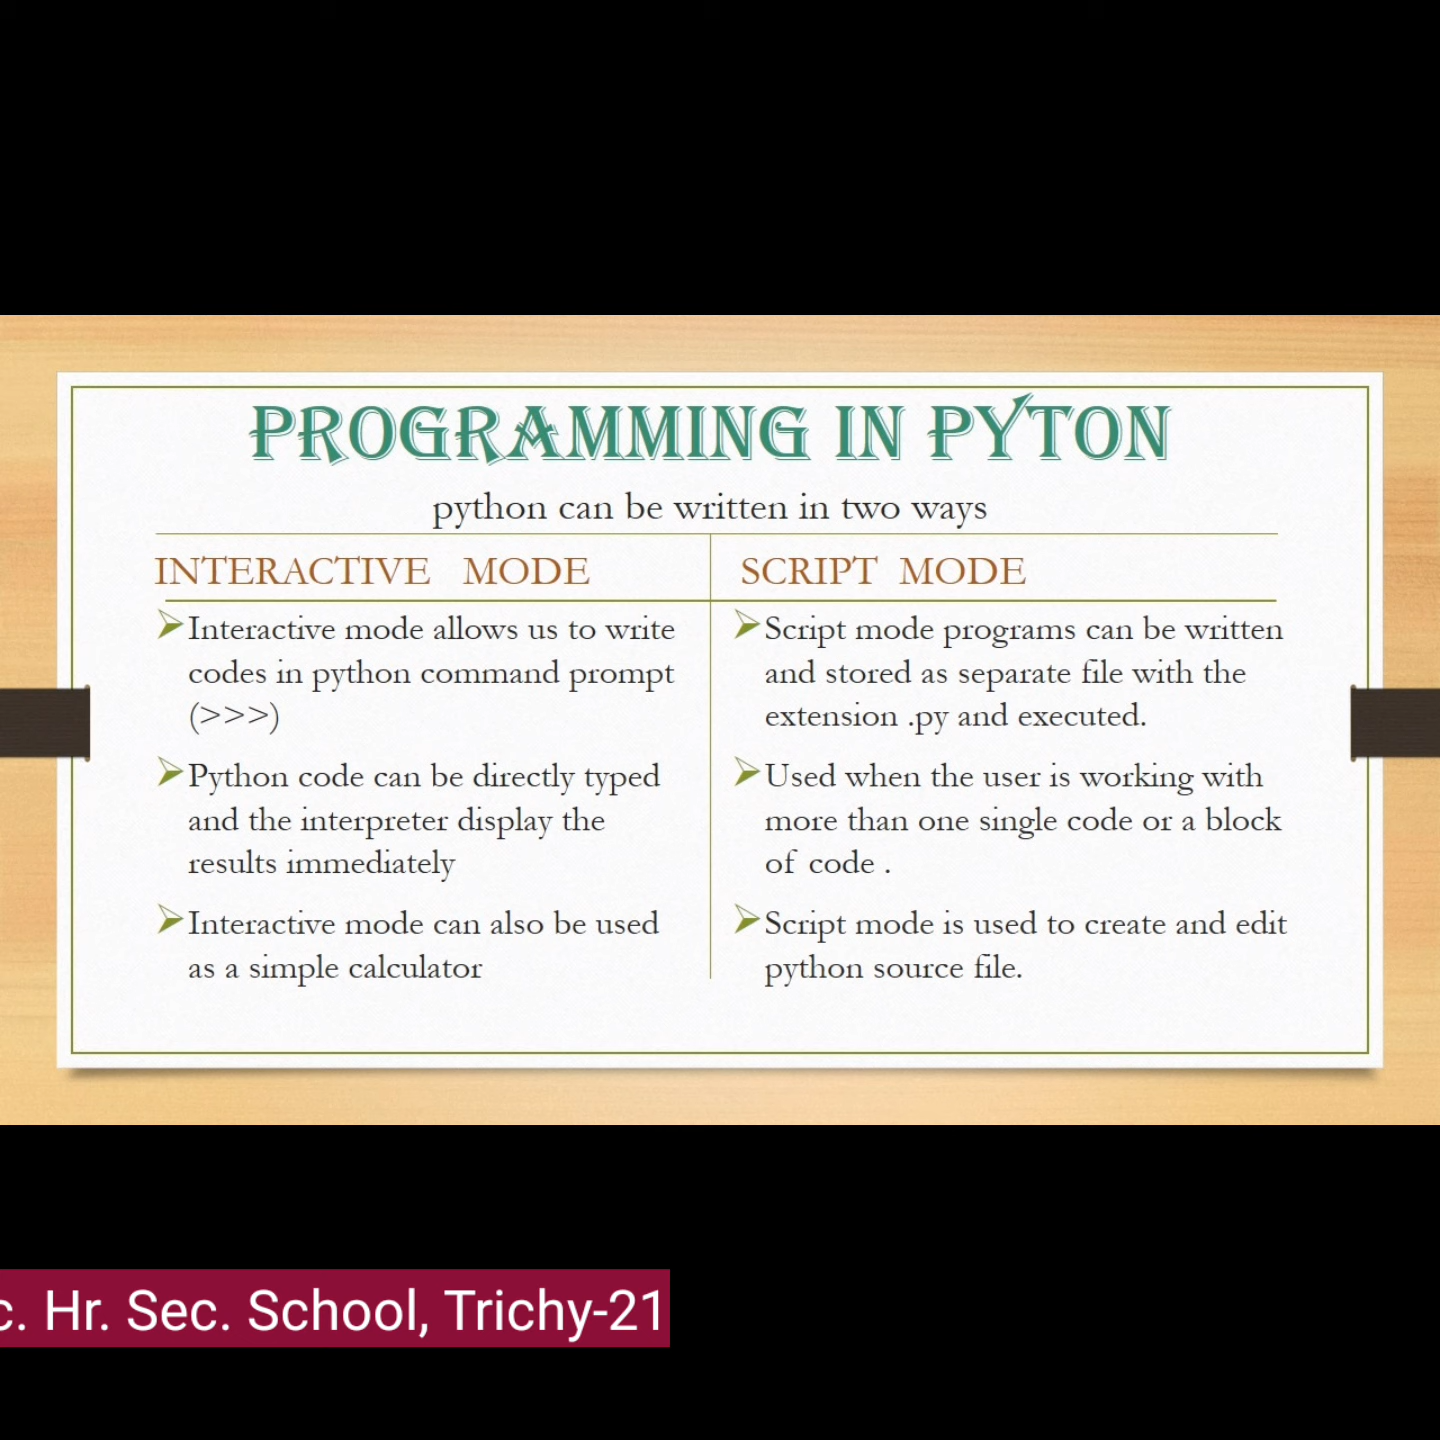 PROGRAMMING IN PYTON
python can be written in two ways
INTERACTIVE MODE
Interactive mode allows us to write
codes in python command prompt
(>>>)
Python code can be directly typed
and the interpreter display the
results immediately
Interactive mode can also be used
as a simple calculator
SCRIPT MODE
Script mode programs can be written
and stored as separate file with the
extension .py and executed.
Used when the user is working with
more than one single code or a block
of code .
Script mode is used to create and edit
python source file.
c. Hr. Sec. School, Trichy-21